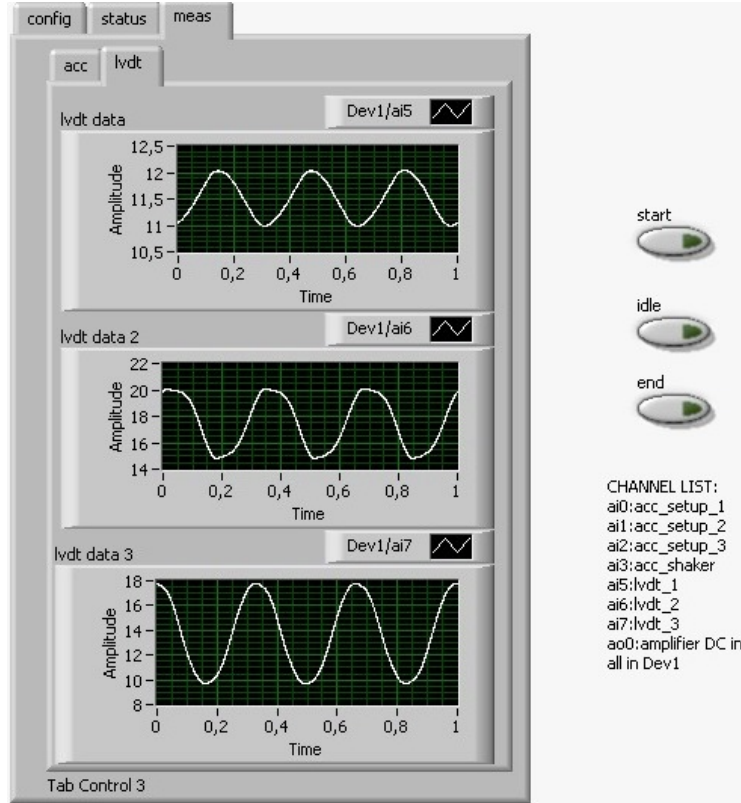 config status meas
acc lvdt
lvdt data
Dev1/ai5
12,5
12
11,5
11
10,5
Amplitude
0 0,2 0,4 0,6 0,8 1
Time
lvdt data 2
Dev1/ai6
22
20
18
16
14
Amplitude
0 0,2 0,4 0,6 0,8 1
Time
lvdt data 3
Dev1/ai7
18
16
14
12
10
8
Amplitude
0 0,2 0,4 0,6 0,8 1
Time
Tab Control 3
start
idle
end
CHANNEL LIST:
ai0:acc_setup_1
ai1:acc_setup_2
ai2:acc_setup_3
ai3:acc_shaker
ai5:lvdt_1
ai6:lvdt_2
ai7:lvdt_3
ao0:amplifier DC in
all in Dev1